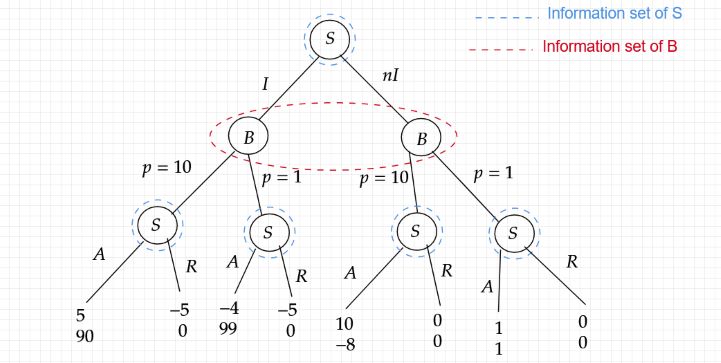 Information set of S
Information set of B
S
I
nI
B
B
p = 10
p = 1
p = 10
p = 1
S
S
S
S
A
R
A
R
A
R
A
R
5
90
−5
0
−4
99
−5
0
10
−8
0
0
1
1
0
0